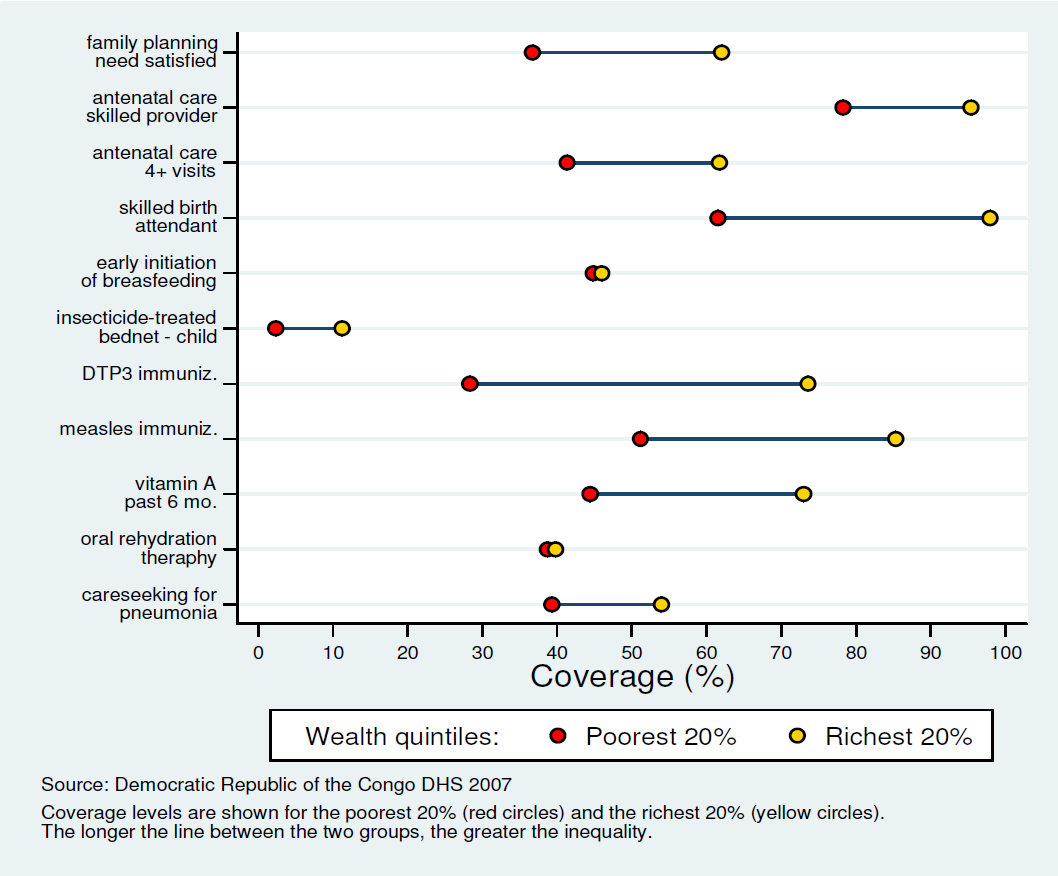 family planning
need satisfied
antenatal care
skilled provider
antenatal care
4+ visits
skilled birth
attendant
early initiation
of breasfeeding
insecticide-treated
bednet - child
DTP3 immuniz.
measles immuniz.
vitamin A
past 6 mo.
oral rehydration
theraphy
careseeking for
pneumonia
0 10 20 30 40 50 60 70 80 90 100
Coverage (%)
Wealth quintiles: Poorest 20% Richest 20%
Source: Democratic Republic of the Congo DHS 2007
Coverage levels are shown for the poorest 20% (red circles) and the richest 20% (yellow circles).
The longer the line between the two groups, the greater the inequality.